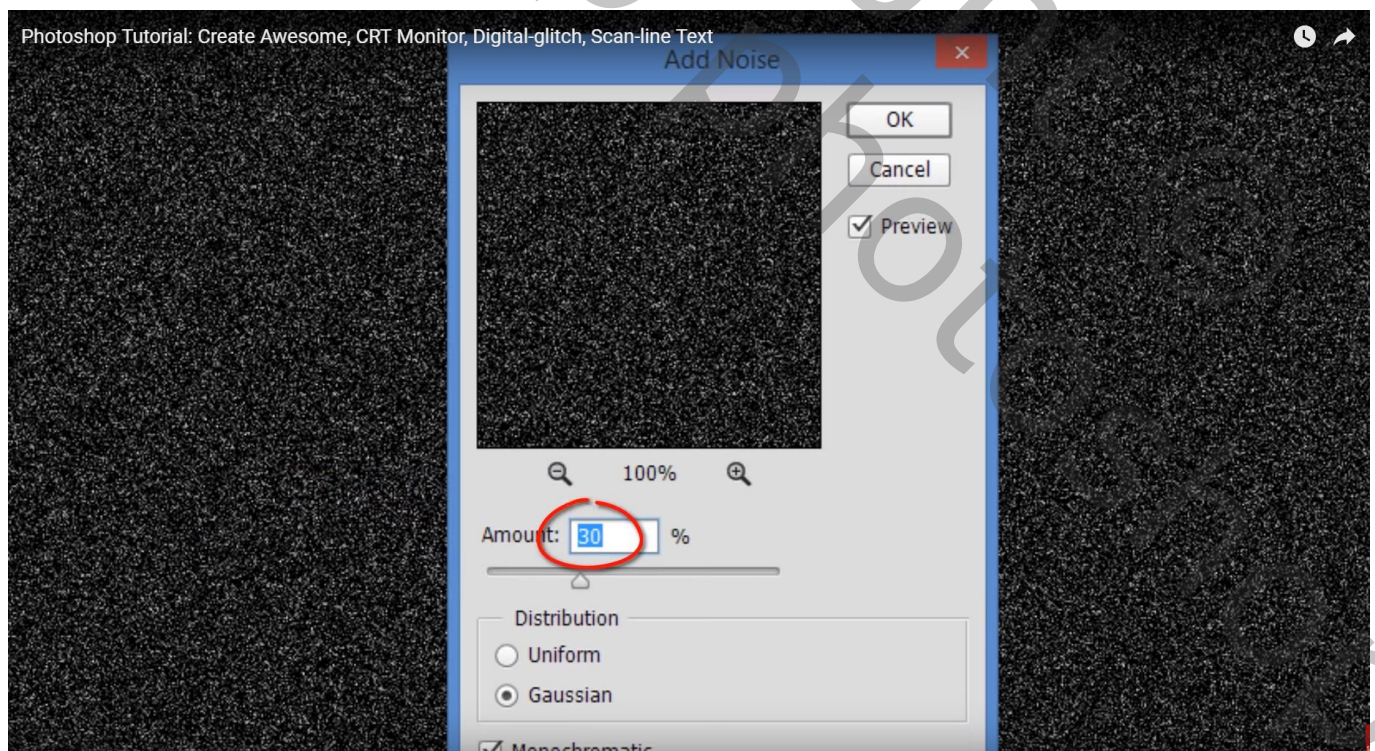 Photoshop Tutorial: Create Awesome, CRT Monitor, Digital-glitch, Scan-line Text
Add Noise
OK
Cancel
Preview
100%
Amount: 30 %
Distribution
Uniform
Gaussian
Monochromatic